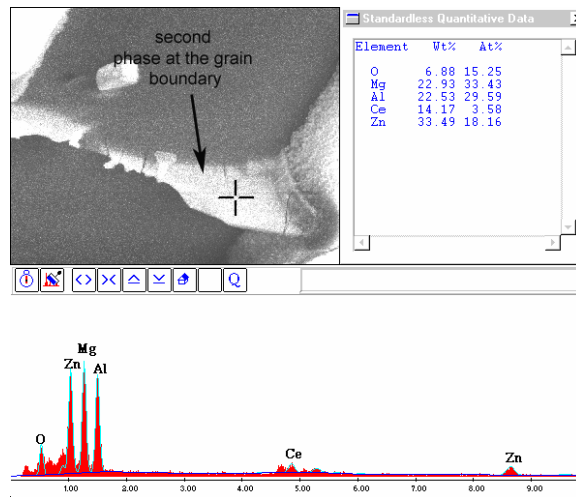 second
phase at the grain
boundary
Standardless Quantitative Data
Element Wt% At%
O 6.88 15.25
Mg 22.93 33.43
Al 22.53 29.59
Ce 14.17 3.58
Zn 33.49 18.16
Q
Mg
Zn
Al
O
Ce
Zn
1.00 2.00 3.00 4.00 5.00 6.00 7.00 8.00 9.00